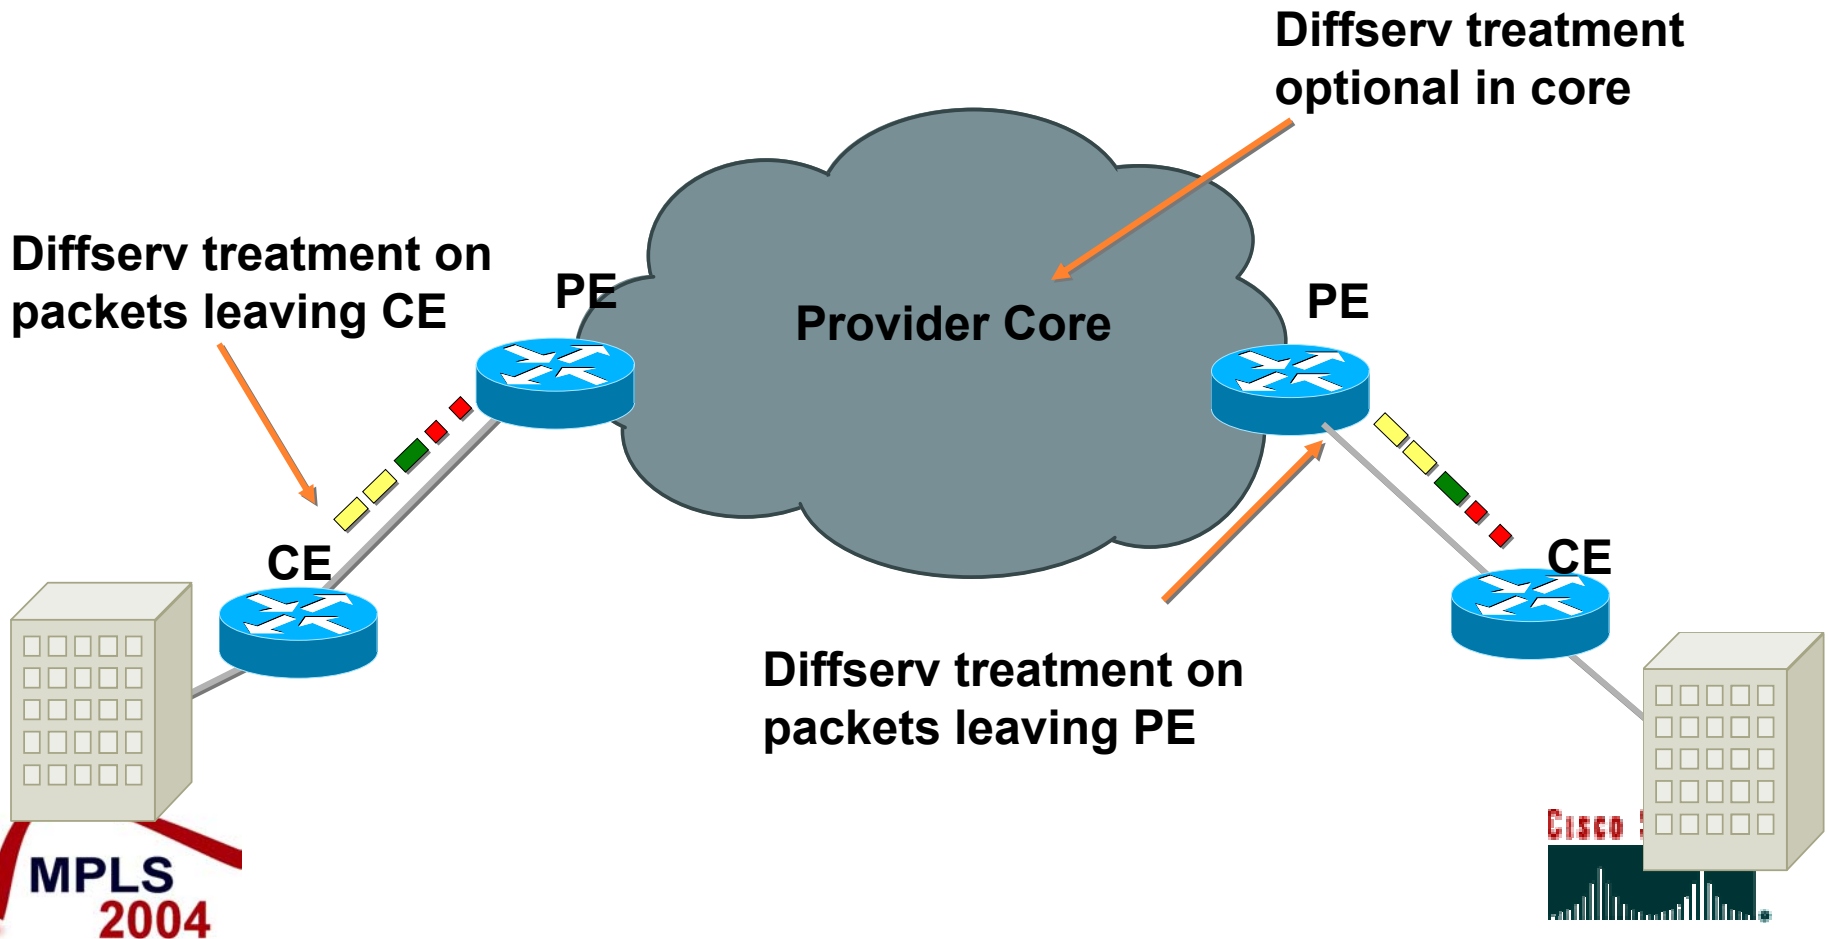 Diffserv treatment
optional in core
Diffserv treatment on
packets leaving CE
PE
Provider Core
PE
CE
CE
Diffserv treatment on
packets leaving PE
Cisco
MPLS
2004